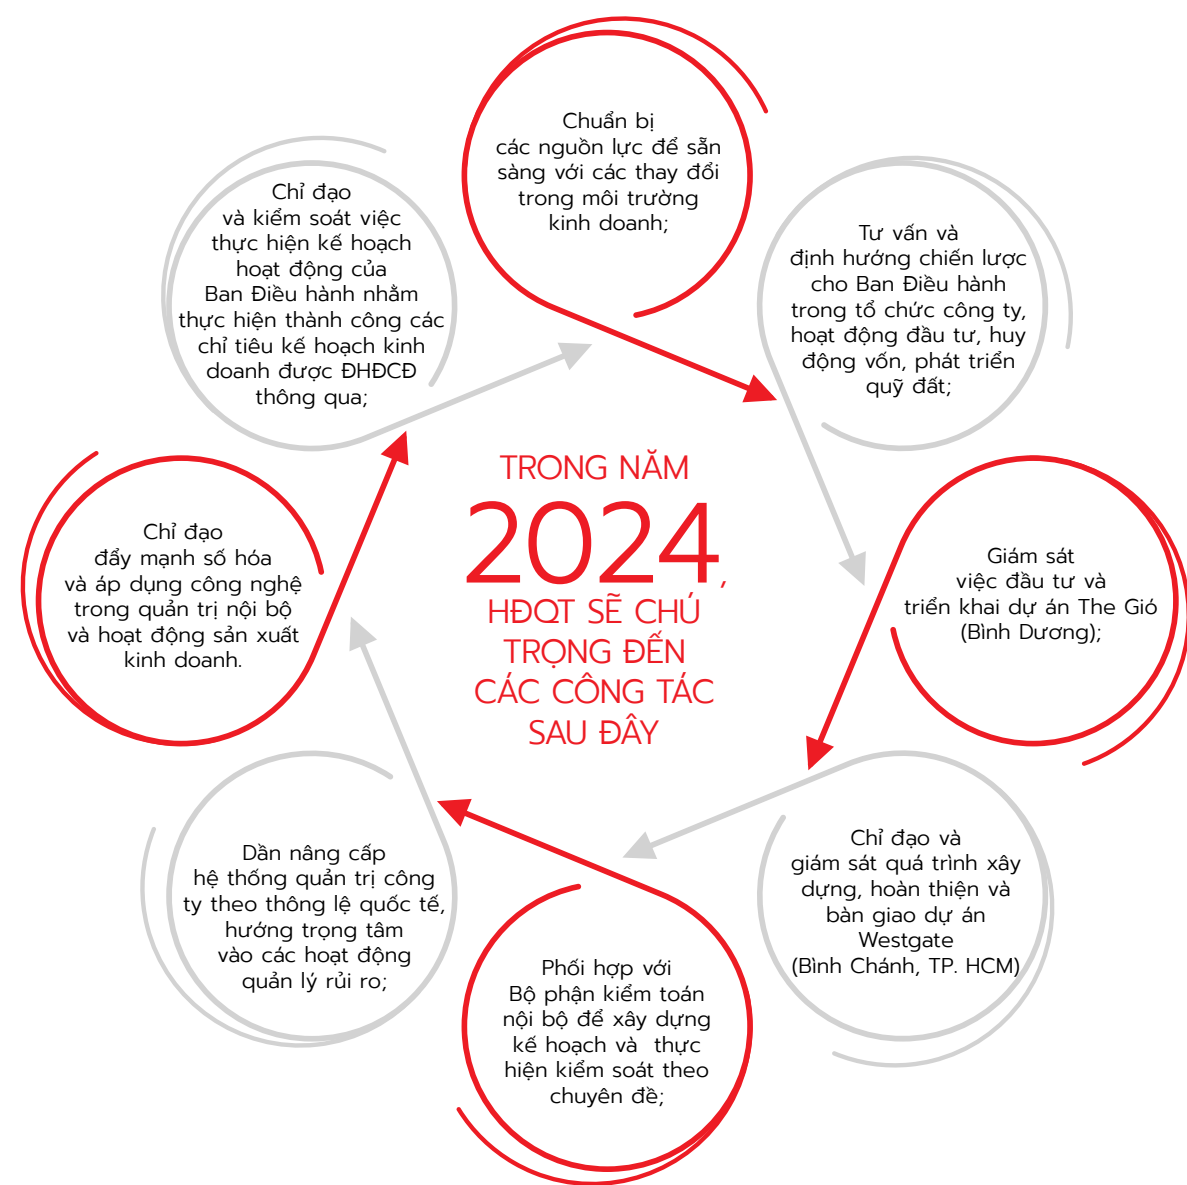 Chuẩn bị
các nguồn lực để sẵn
sàng với các thay đổi
trong môi trường
kinh doanh;
Tư vấn và
định hướng chiến lược
cho Ban Điều hành
trong tổ chức công ty,
hoạt động đầu tư, huy
động vốn, phát triển
quỹ đất;
Giám sát
việc đầu tư và
triển khai dự án The Gió
(Bình Dương);
Chỉ đạo và
giám sát quá trình xây
dựng, hoàn thiện và
bàn giao dự án
Westgate
(Bình Chánh, TP. HCM)
Phối hợp với
Bộ phận kiểm toán
nội bộ để xây dựng
kế hoạch và thực
hiện kiểm soát theo
chuyên đề;
Dần nâng cấp
hệ thống quản trị công
ty theo thông lệ quốc tế,
hướng trọng tâm
vào các hoạt động
quản lý rủi ro;
Chỉ đạo
đẩy mạnh số hóa
và áp dụng công nghệ
trong quản trị nội bộ
và hoạt động sản xuất
kinh doanh.
Chỉ đạo
và kiểm soát việc
thực hiện kế hoạch
hoạt động của
Ban Điều hành nhằm
thực hiện thành công các
chỉ tiêu kế hoạch kinh
doanh được ĐHĐCĐ
thông qua;
TRONG NĂM
2024,
HĐQT SẼ CHÚ
TRỌNG ĐẾN
CÁC CÔNG TÁC
SAU ĐÂY